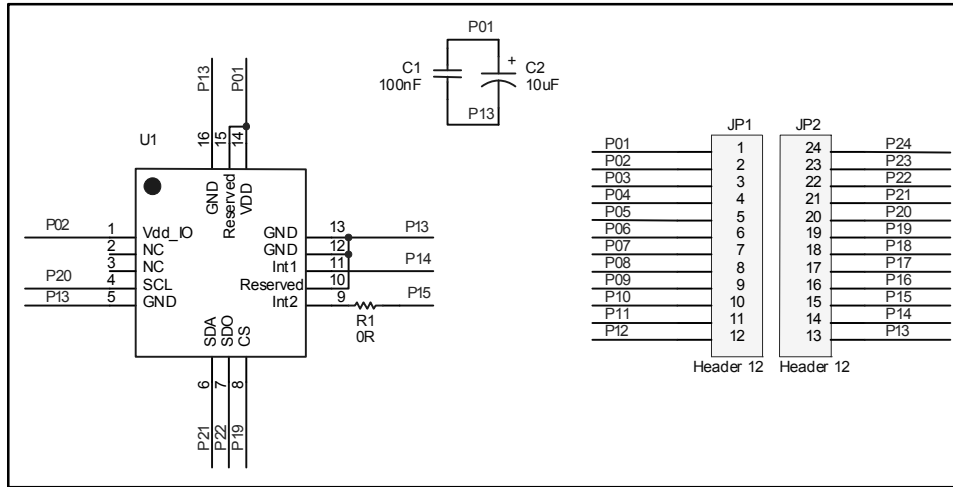 P01
C1
100nF
+
C2
10uF
P13
P13
P01
16
15
14
U1
GND
Reserved
VDD
P02 1 Vdd_IO
2 NC
3 NC
P20 4 SCL
P13 5 GND
GND 13 P13
GND 12
Int1 11 P14
Reserved 10
Int2 9 P15
R1
0R
SDA
SDO
CS
6
7
8
P21
P22
P19
JP1 JP2
P01 1 24 P24
P02 2 23 P23
P03 3 22 P22
P04 4 21 P21
P05 5 20 P20
P06 6 19 P19
P07 7 18 P18
P08 8 17 P17
P09 9 16 P16
P10 10 15 P15
P11 11 14 P14
P12 12 13 P13
Header 12 Header 12